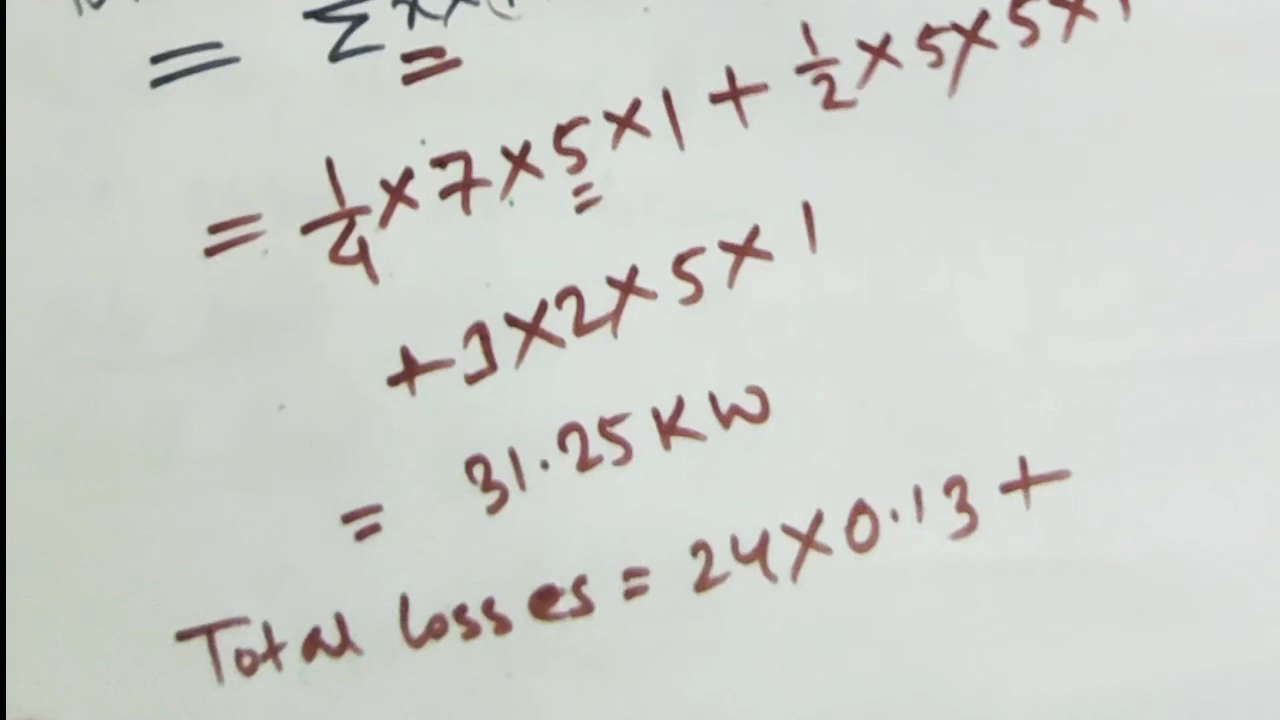 = Σ x x
= 1/4 × 7 × 5 × 1 + 1/2 × 5 × 5 × 1
+ 3 × 2 × 5 × 1
= 31.25 KW
Total losses = 24 × 0.13 +